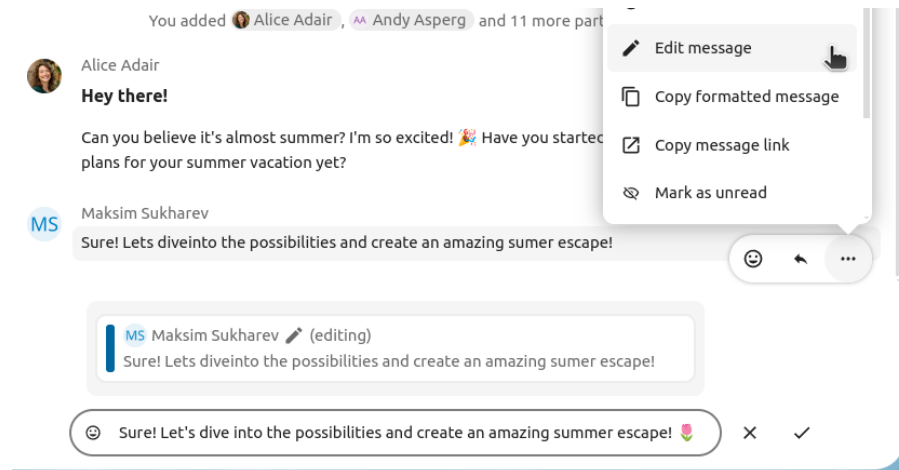 You added Alice Adair , AA Andy Asperg and 11 more part
Edit message
Copy formatted message
Copy message link
Mark as unread
Alice Adair
Hey there!
Can you believe it's almost summer? I'm so excited! 🎉 Have you started
plans for your summer vacation yet?
MS Maksim Sukharev
Sure! Lets diveinto the possibilities and create an amazing sumer escape!
MS Maksim Sukharev (editing)
Sure! Lets diveinto the possibilities and create an amazing sumer escape!
Sure! Let's dive into the possibilities and create an amazing summer escape! 🌷